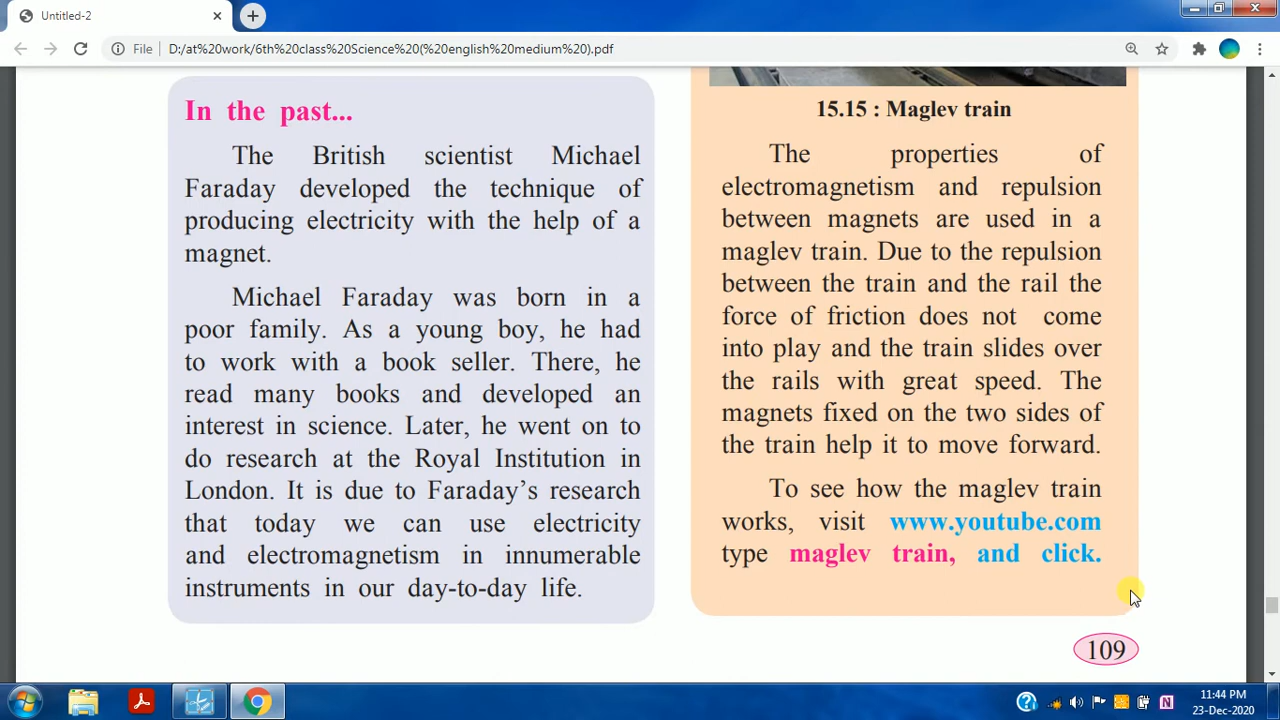 Untitled-2
File
D:/at%20work/6th%20class%20Science%20(%20english%20medium%20).pdf
In the past...
The British scientist Michael
Faraday developed the technique of
producing electricity with the help of a
magnet.
Michael Faraday was born in a
poor family. As a young boy, he had
to work with a book seller. There, he
read many books and developed an
interest in science. Later, he went on to
do research at the Royal Institution in
London. It is due to Faraday's research
that today we can use electricity
and electromagnetism in innumerable
instruments in our day-to-day life.
15.15 : Maglev train
The properties of
electromagnetism and repulsion
between magnets are used in a
maglev train. Due to the repulsion
between the train and the rail the
force of friction does not come
into play and the train slides over
the rails with great speed. The
magnets fixed on the two sides of
the train help it to move forward.
To see how the maglev train
works, visit www.youtube.com
type maglev train, and click.
109
11:44 PM
23-Dec-2020